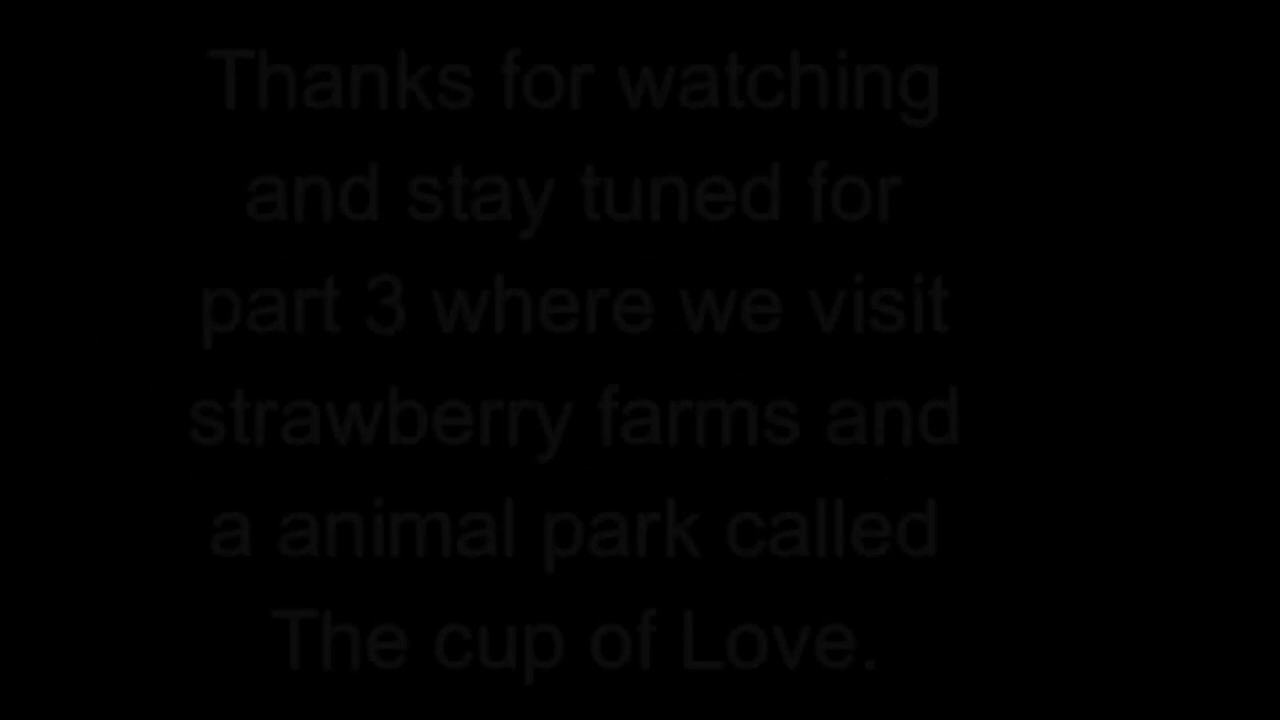 Thanks for watching
and stay tuned for
part 3 where we visit
strawberry farms and
a animal park called
The cup of Love.